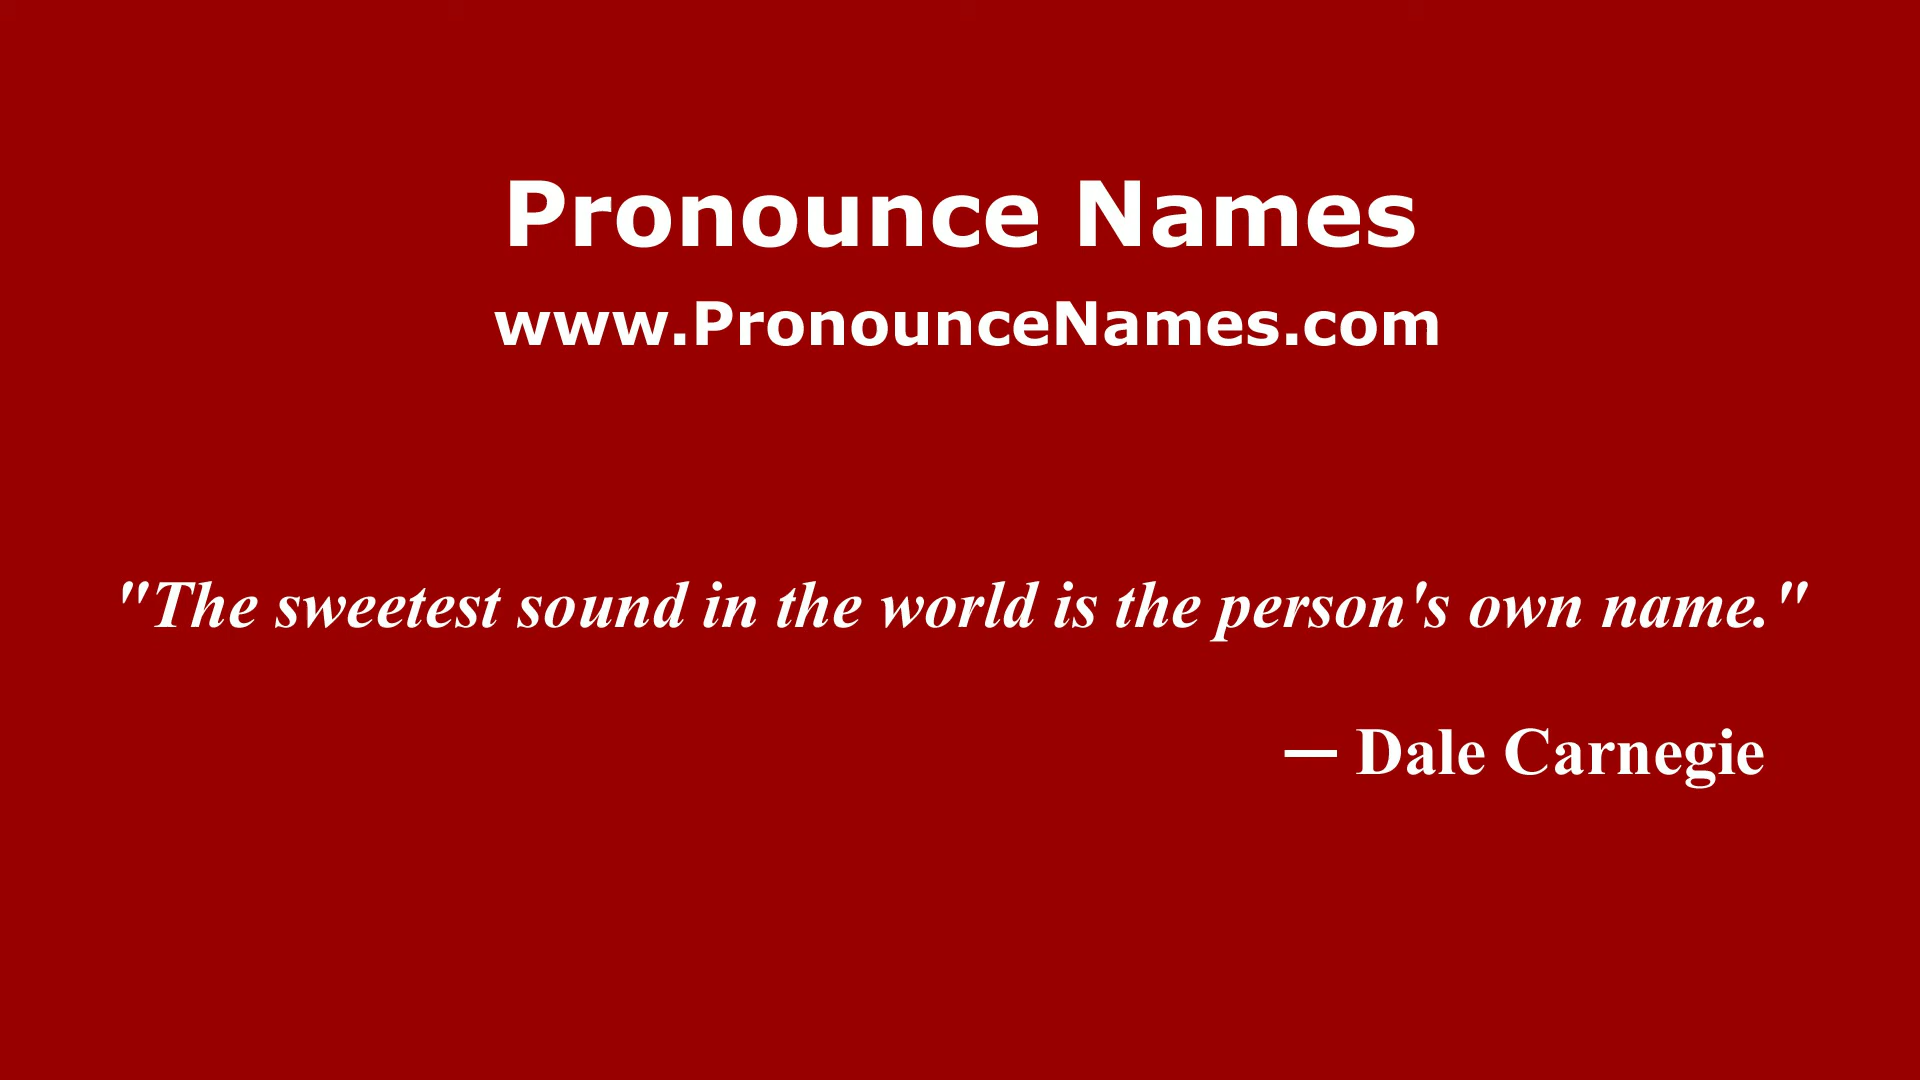 Pronounce Names
www.PronounceNames.com
"The sweetest sound in the world is the person's own name."
— Dale Carnegie